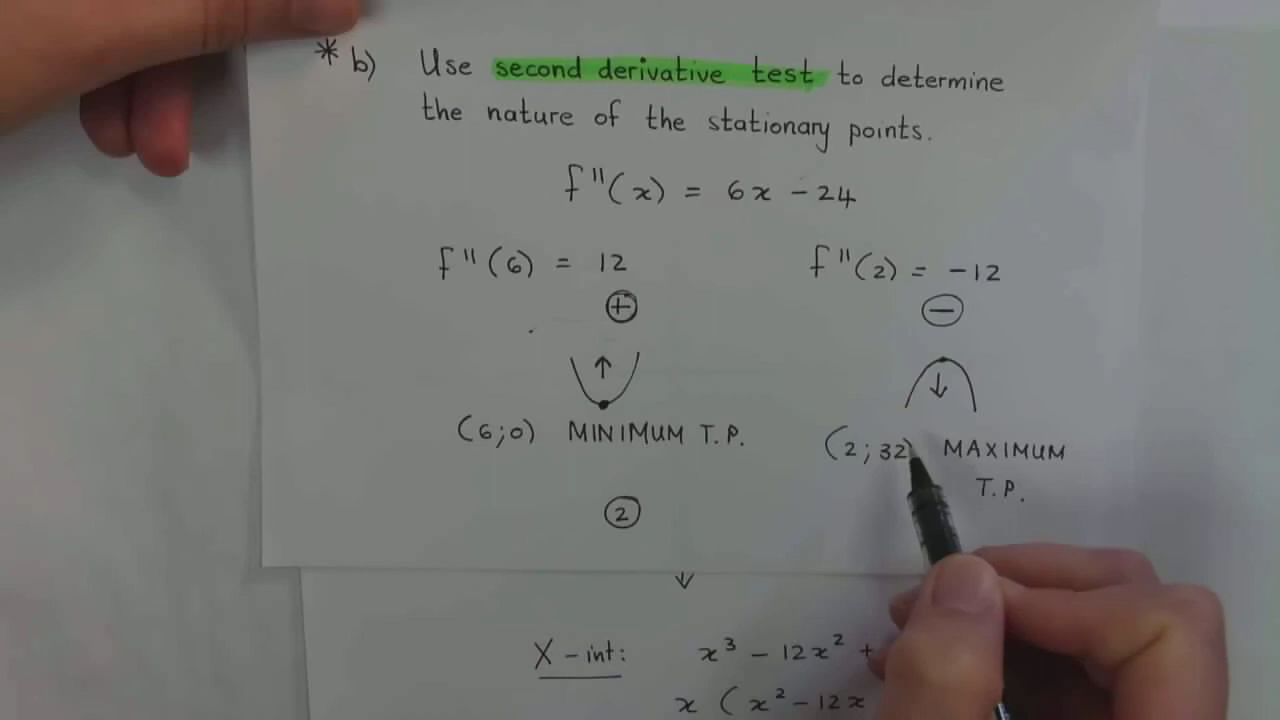 * b) Use second derivative test to determine
the nature of the stationary points.
f''(x) = 6x - 24
f''(6) = 12 f''(2) = -12
+ −
(6;0) MINIMUM T.P. (2;32) MAXIMUM
T.P.
2
X - int: x³ - 12x² +
x (x² - 12x